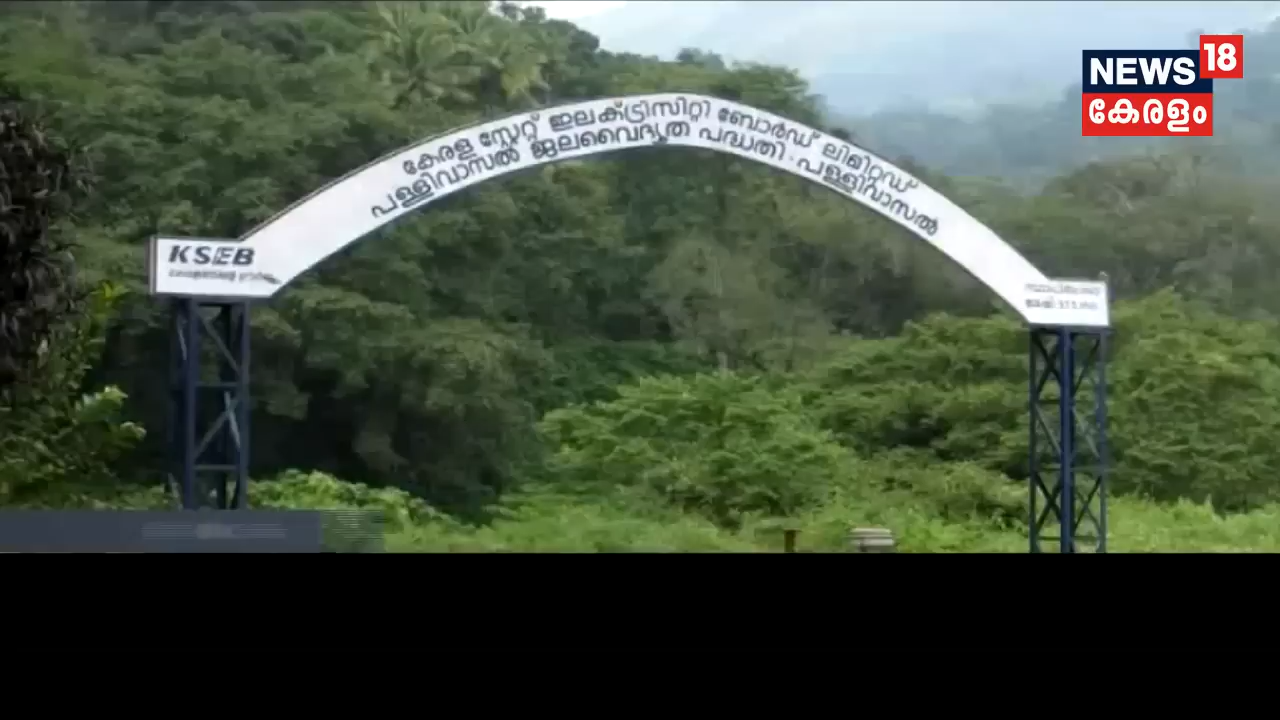 NEWS 18
കേരളം
കേരള സ്റ്റേറ്റ് ഇലക്ട്രിസിറ്റി ബോർഡ് ലിമിറ്റഡ്
പള്ളിവാസൽ ജലവൈദ്യുത പദ്ധതി - പള്ളിവാസൽ
KSEB